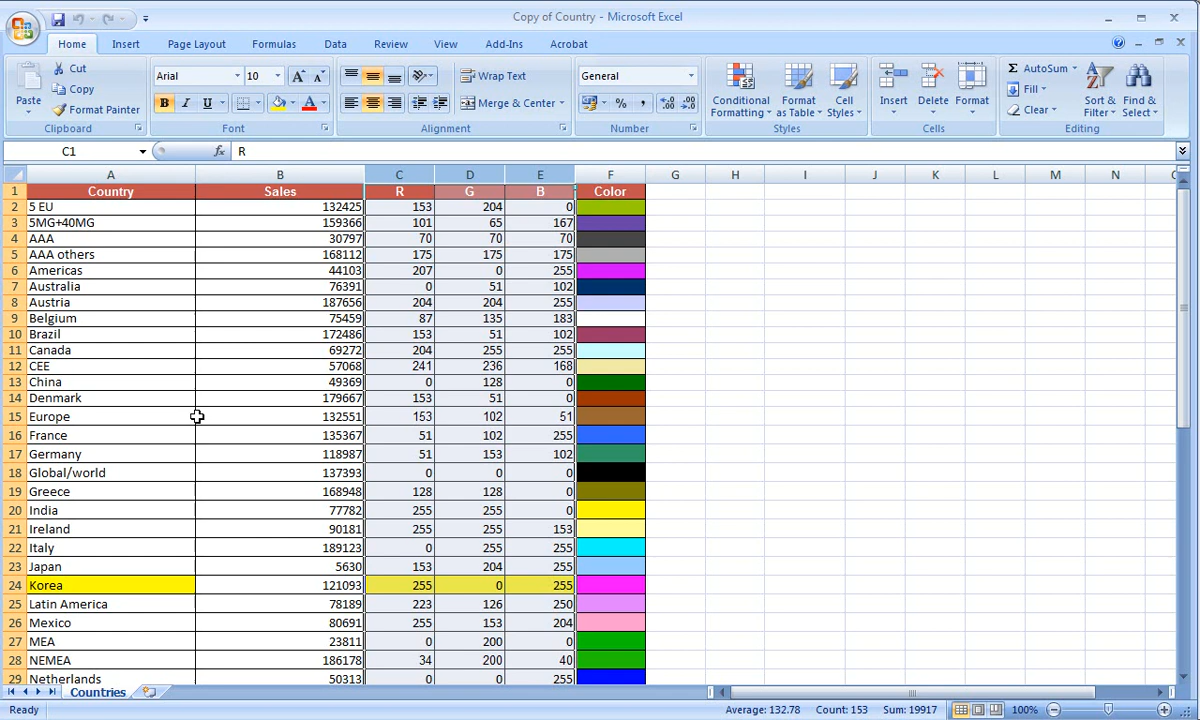 Copy of Country - Microsoft Excel
Home Insert Page Layout Formulas Data Review View Add-Ins Acrobat
Paste
Cut
Copy
Format Painter
Clipboard
Arial 10
B I U A
Font
Wrap Text
Merge & Center
Alignment
General
% , .00 .0
Number
Conditional Formatting
Format as Table
Cell Styles
Styles
Insert
Delete
Format
Cells
Σ AutoSum
Fill
Clear
Sort & Filter
Find & Select
Editing
C1 fx R
A B C D E F G H I J K L M N
1 Country Sales R G B Color
2 5 EU 132425 153 204 0
3 5MG+40MG 159366 101 65 167
4 AAA 30797 70 70 70
5 AAA others 168112 175 175 175
6 Americas 44103 207 0 255
7 Australia 76391 0 51 102
8 Austria 187656 204 204 255
9 Belgium 75459 87 135 183
10 Brazil 172486 153 51 102
11 Canada 69272 204 255 255
12 CEE 57068 241 236 168
13 China 49369 0 128 0
14 Denmark 179667 153 51 0
15 Europe 132551 153 102 51
16 France 135367 51 102 255
17 Germany 118987 51 153 102
18 Global/world 137393 0 0 0
19 Greece 168948 128 128 0
20 India 77782 255 255 0
21 Ireland 90181 255 255 153
22 Italy 189123 0 255 255
23 Japan 5630 153 204 255
24 Korea 121093 255 0 255
25 Latin America 78189 223 126 250
26 Mexico 80691 255 153 204
27 MEA 23811 0 200 0
28 NEMEA 186178 34 200 40
29 Netherlands 50313 0 0 255
Countries
Ready Average: 132.78 Count: 153 Sum: 19917 100%